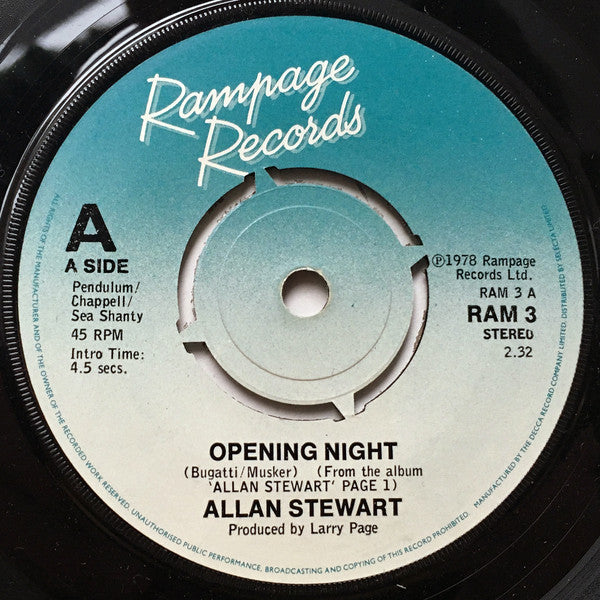 Rampage
Records
A
A SIDE
Pendulum/
Chappell/
Sea Shanty
45 RPM
Intro Time:
4.5 secs.
℗1978 Rampage
Records Ltd.
RAM 3 A
RAM 3
STEREO
2.32
OPENING NIGHT
(Bugatti/Musker) (From the album
'ALLAN STEWART' PAGE 1)
ALLAN STEWART
Produced by Larry Page
ALL RIGHTS OF THE MANUFACTURER AND OF THE OWNER OF THE RECORDED WORK RESERVED. UNAUTHORISED PUBLIC PERFORMANCE, BROADCASTING AND COPYING OF THIS RECORD PROHIBITED. MANUFACTURED BY THE DECCA RECORD COMPANY LIMITED. DISTRIBUTED BY SELECTA LIMITED